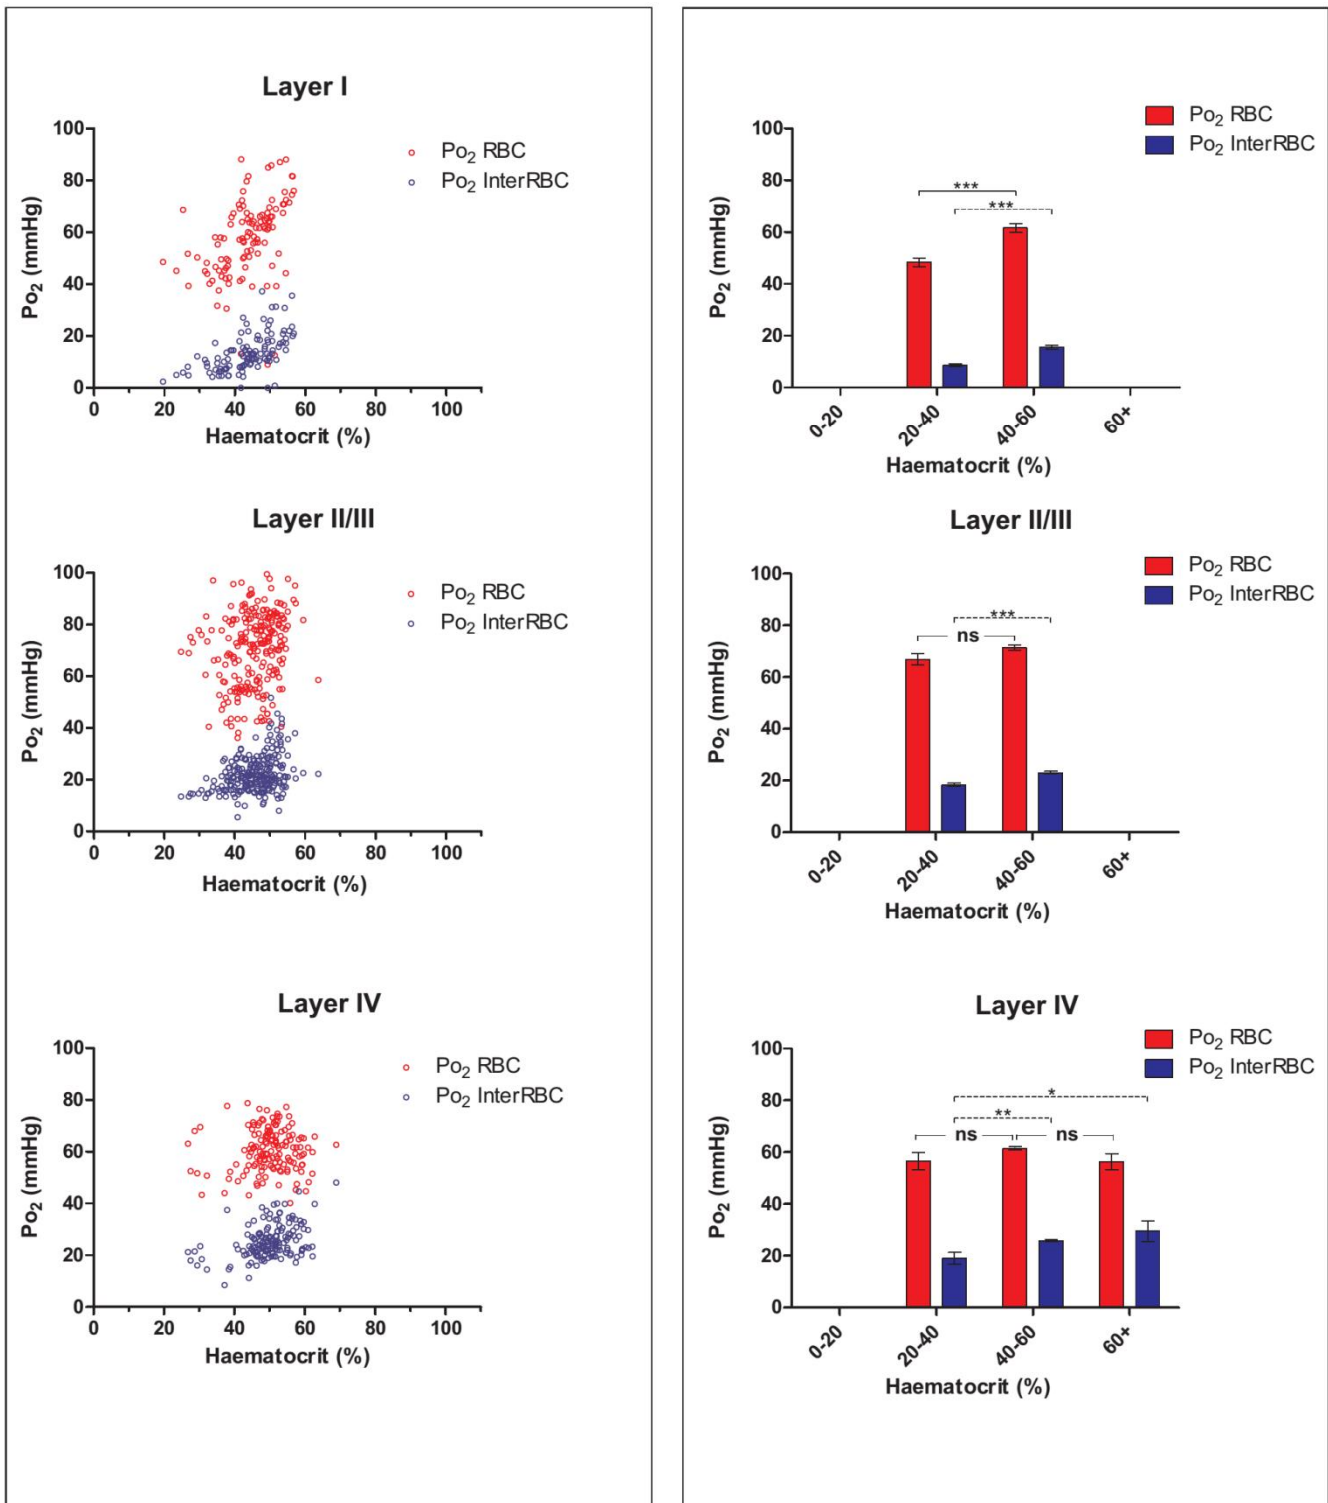 Layer I
Po2 RBC
Po2 InterRBC
Po2 (mmHg)
100
80
60
40
20
0
0 20 40 60 80 100
Haematocrit (%)
Po2 RBC
Po2 InterRBC
Po2 (mmHg)
100
80
60
40
20
0
***
***
0-20 20-40 40-60 60+
Haematocrit (%)
Layer II/III
Po2 RBC
Po2 InterRBC
Po2 (mmHg)
100
80
60
40
20
0
0 20 40 60 80 100
Haematocrit (%)
Layer II/III
Po2 RBC
Po2 InterRBC
Po2 (mmHg)
100
80
60
40
20
0
***
ns
0-20 20-40 40-60 60+
Haematocrit (%)
Layer IV
Po2 RBC
Po2 InterRBC
Po2 (mmHg)
100
80
60
40
20
0
0 20 40 60 80 100
Haematocrit (%)
Layer IV
Po2 RBC
Po2 InterRBC
Po2 (mmHg)
100
80
60
40
20
0
*
**
ns ns
0-20 20-40 40-60 60+
Haematocrit (%)